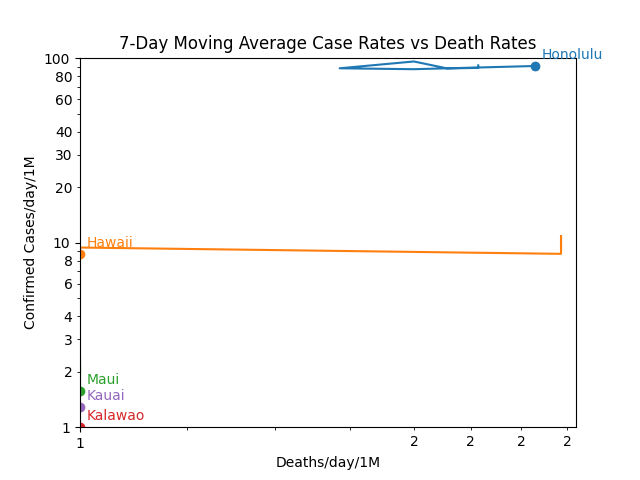 7-Day Moving Average Case Rates vs Death Rates
Honolulu
100
80
60
40
30
20
10
8
6
4
3
2
1
Confirmed Cases/day/1M
Hawaii
Maui
Kauai
Kalawao
1
2
2
2
2
Deaths/day/1M